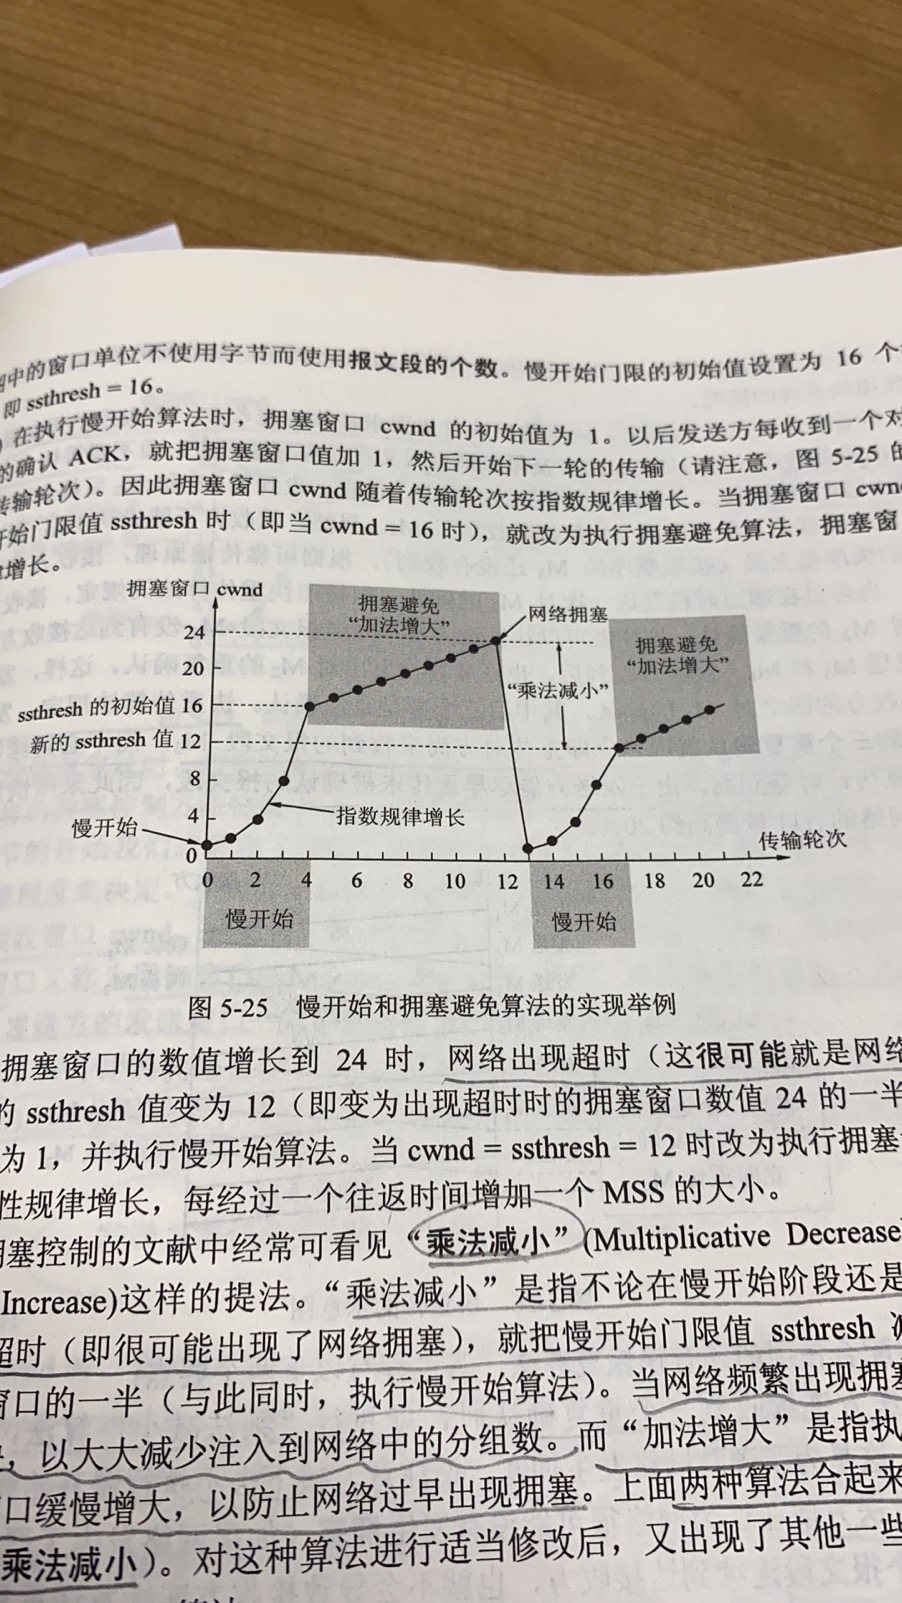 中的窗口单位不使用字节而使用报文段的个数。慢开始门限的初始值设置为 16 个
即 ssthresh = 16。
在执行慢开始算法时，拥塞窗口 cwnd 的初始值为 1。以后发送方每收到一个对
的确认 ACK，就把拥塞窗口值加 1，然后开始下一轮的传输（请注意，图 5-25 的
传输轮次）。因此拥塞窗口 cwnd 随着传输轮次按指数规律增长。当拥塞窗口 cwnd
开始门限值 ssthresh 时（即当 cwnd = 16 时），就改为执行拥塞避免算法，拥塞窗
增长。
拥塞窗口 cwnd
拥塞避免
“加法增大”
网络拥塞
24
拥塞避免
“加法增大”
20
“乘法减小”
ssthresh 的初始值 16
新的 ssthresh 值 12
8
4
指数规律增长
慢开始
0
传输轮次
0 2 4 6 8 10 12 14 16 18 20 22
慢开始
慢开始
图 5-25 慢开始和拥塞避免算法的实现举例
拥塞窗口的数值增长到 24 时，网络出现超时（这很可能就是网络
的 ssthresh 值变为 12（即变为出现超时时的拥塞窗口数值 24 的一半
为 1，并执行慢开始算法。当 cwnd = ssthresh = 12 时改为执行拥塞
性规律增长，每经过一个往返时间增加一个 MSS 的大小。
拥塞控制的文献中经常可看见“乘法减小”(Multiplicative Decrease
Increase)这样的提法。“乘法减小”是指不论在慢开始阶段还是
超时（即很可能出现了网络拥塞），就把慢开始门限值 ssthresh 减
窗口的一半（与此同时，执行慢开始算法）。当网络频繁出现拥塞
，以大大减少注入到网络中的分组数。而“加法增大”是指执
窗口缓慢增大，以防止网络过早出现拥塞。上面两种算法合起来
乘法减小）。对这种算法进行适当修改后，又出现了其他一些